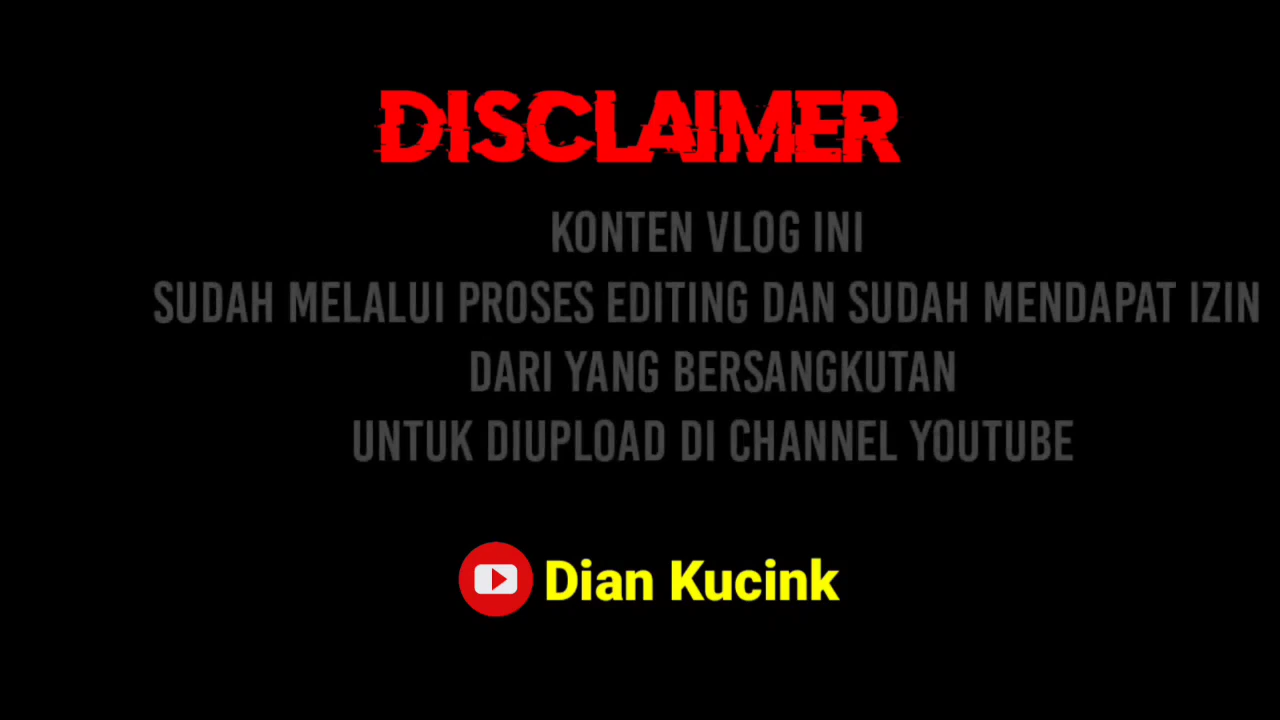 DISCLAIMER
KONTEN VLOG INI
SUDAH MELALUI PROSES EDITING DAN SUDAH MENDAPAT IZIN
DARI YANG BERSANGKUTAN
UNTUK DIUPLOAD DI CHANNEL YOUTUBE
Dian Kucink